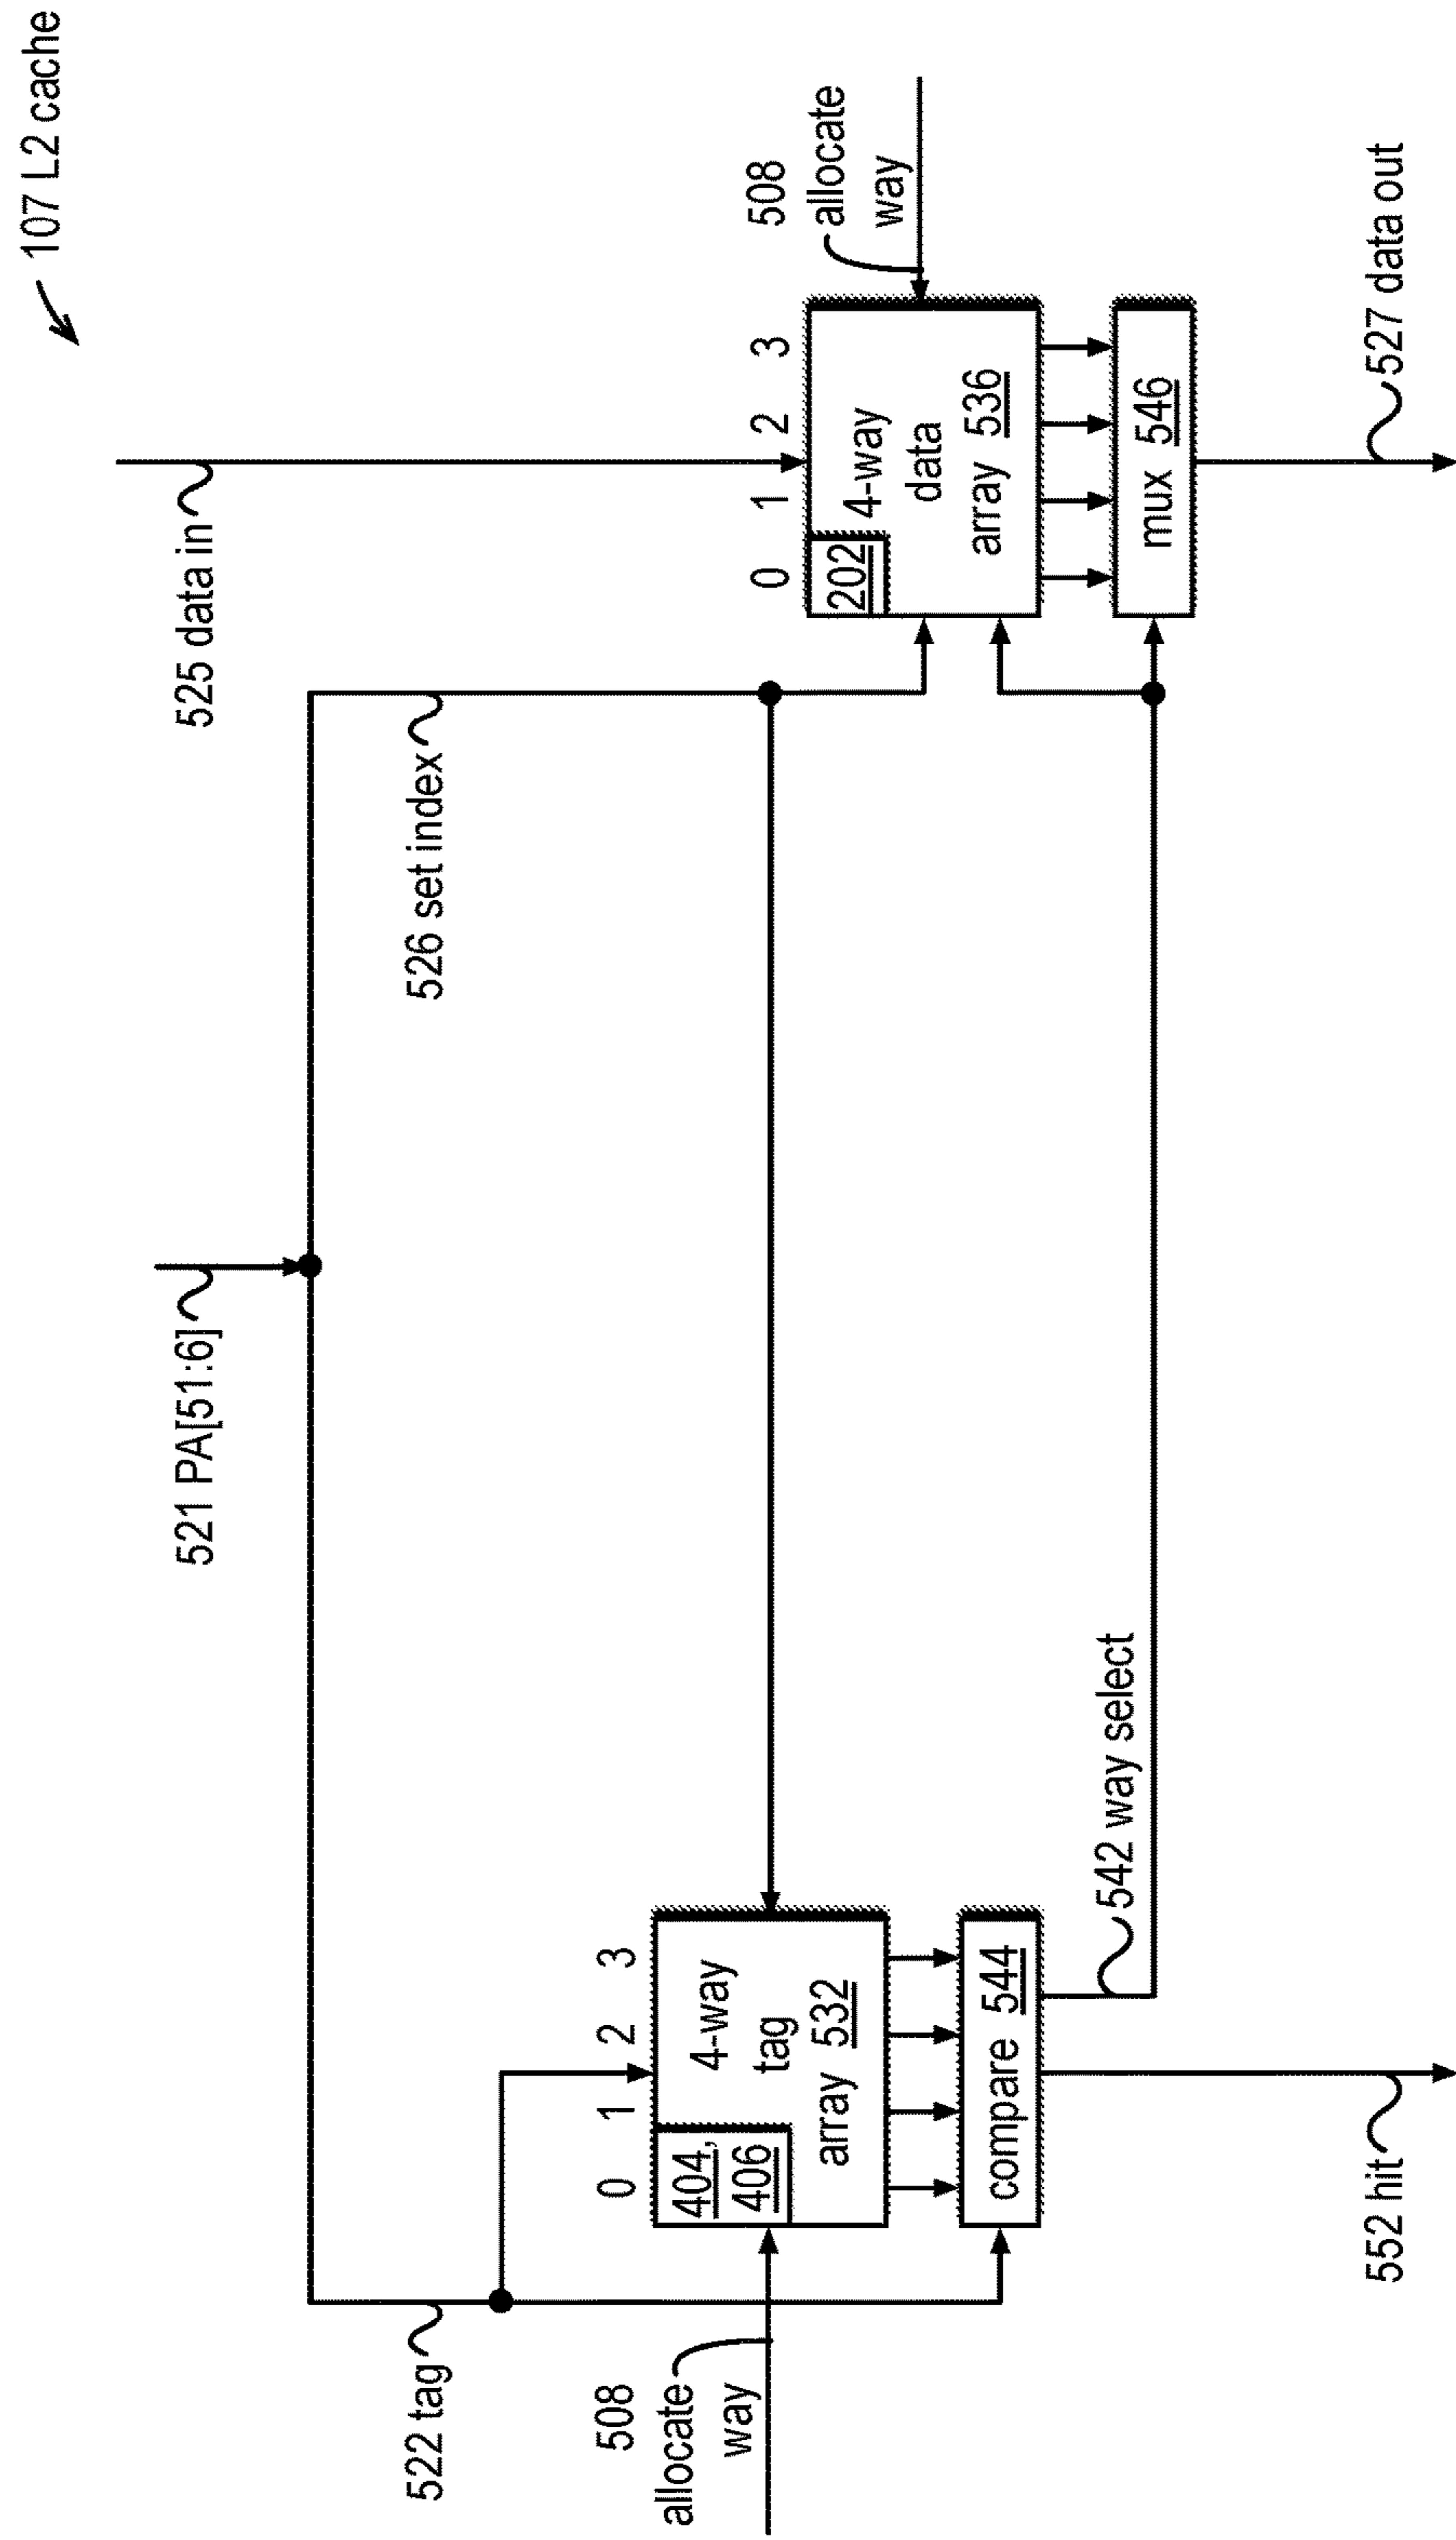 107 L2 cache
521 PA[51:6]
525 data in
522 tag
526 set index
508
allocate
way
0 1 2 3
404,
406
4-way
tag
array 532
compare 544
542 way select
552 hit
0 1 2 3
202
4-way
data
array 536
508
allocate
way
mux 546
527 data out